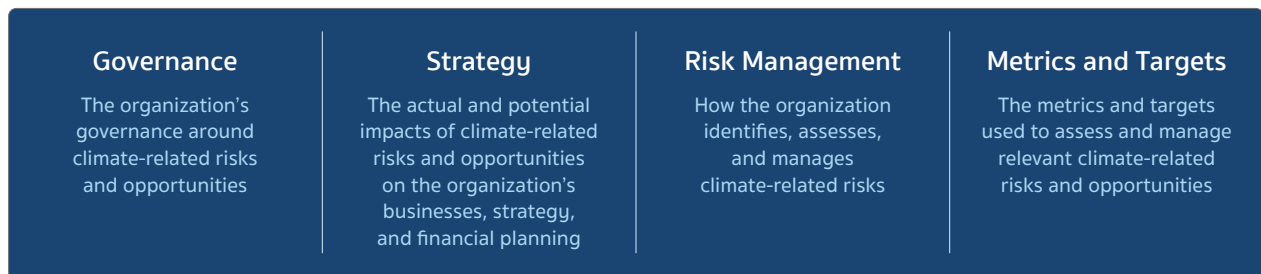 Governance
The organization’s
governance around
climate-related risks
and opportunities
Strategy
The actual and potential
impacts of climate-related
risks and opportunities
on the organization’s
businesses, strategy,
and financial planning
Risk Management
How the organization
identifies, assesses,
and manages
climate-related risks
Metrics and Targets
The metrics and targets
used to assess and manage
relevant climate-related
risks and opportunities